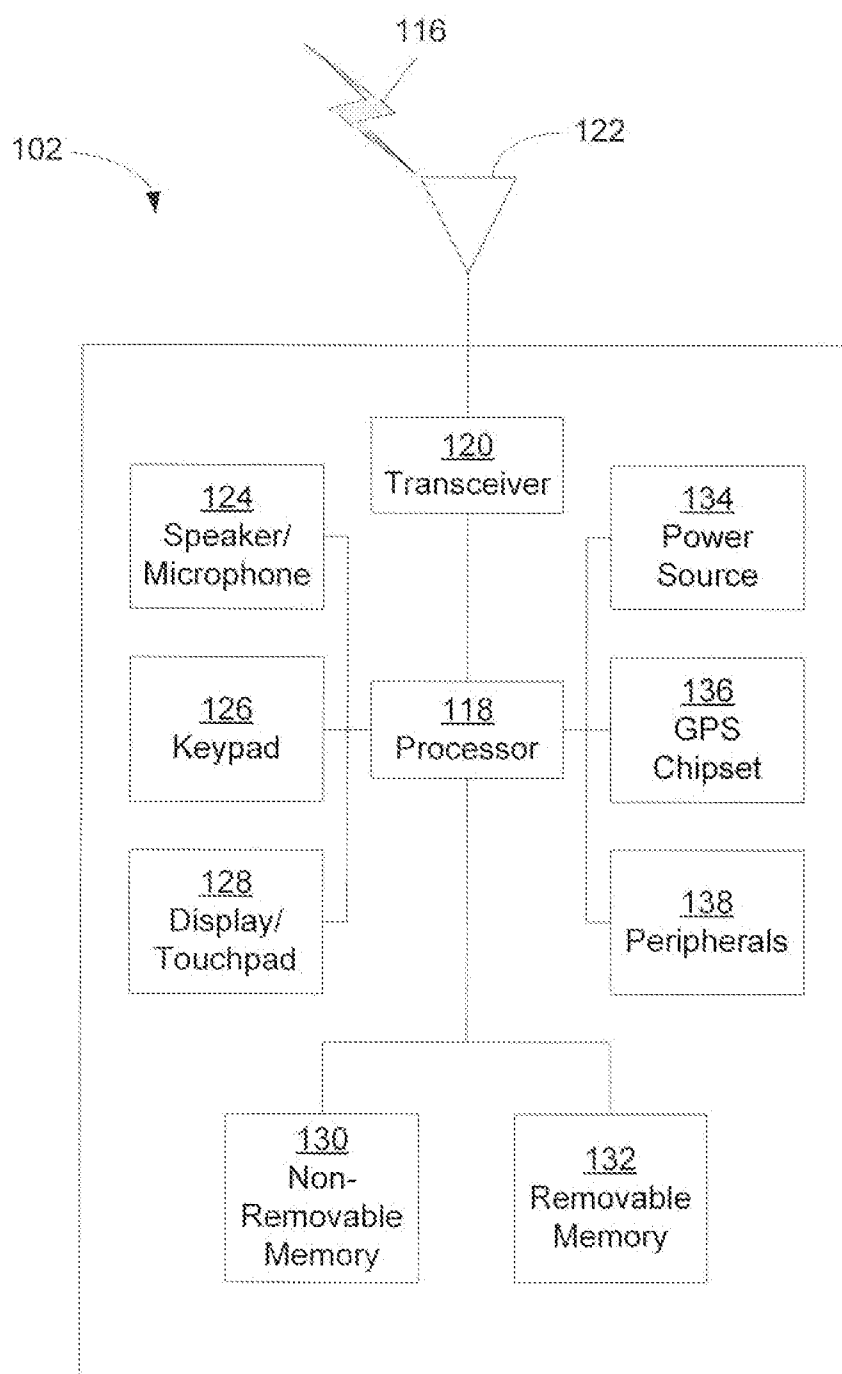 116
122
102
120
Transceiver
124
Speaker/
Microphone
134
Power
Source
126
Keypad
118
Processor
136
GPS
Chipset
128
Display/
Touchpad
138
Peripherals
130
Non-
Removable
Memory
132
Removable
Memory